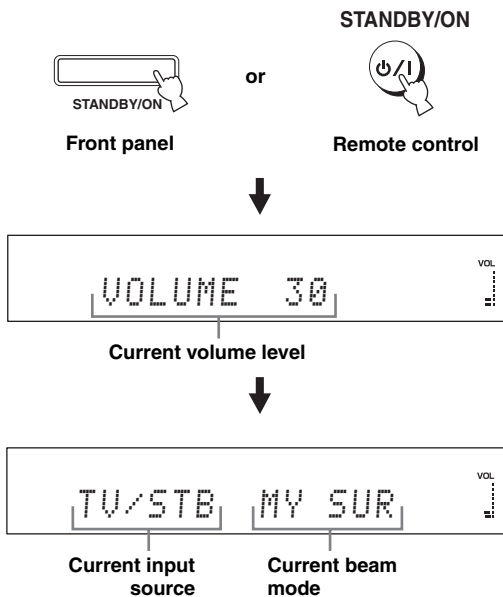 STANDBY/ON
STANDBY/ON
or
⏻/I
Front panel
Remote control
VOL
VOLUME 30
Current volume level
VOL
TV/STB MY SUR
Current input
source
Current beam
mode